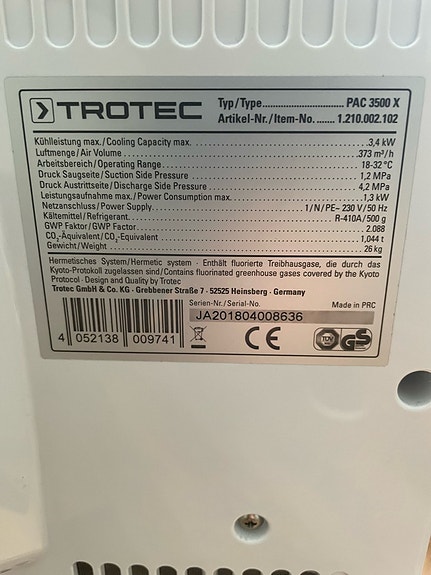 TROTEC
Typ/Type............................... PAC 3500 X
Artikel-Nr./Item-No. ...... 1.210.002.102
Kühlleistung max./Cooling Capacity max. ..........3,4 kW
Luftmenge/Air Volume ..........373 m³/h
Arbeitsbereich/Operating Range..........18-32 °C
Druck Saugseite/Suction Side Pressure ..........1,2 MPa
Druck Austrittseite/Discharge Side Pressure ..........4,2 MPa
Leistungsaufnahme max./Power Consumption max. ..........1,3 kW
Netzanschluss/Power Supply..........1/N/PE~ 230 V/50 Hz
Kältemittel/Refrigerant..........R-410A/500 g
GWP Faktor/GWP Factor..........2.088
CO₂-Äquivalent/CO₂-Equivalent ..........1,044 t
Gewicht/Weight ..........26 kg
Hermetisches System/Hermetic system · Enthält fluorierte Treibhausgase, die durch das
Kyoto-Protokoll zugelassen sind/Contains fluorinated greenhouse gases covered by the Kyoto
Protocol · Design and Quality by Trotec
Trotec GmbH & Co. KG · Grebbener Straße 7 · 52525 Heinsberg · Germany
Serien-Nr./Serial-No. Made in PRC
JA201804008636
4 052138 009741
CE TÜV GS